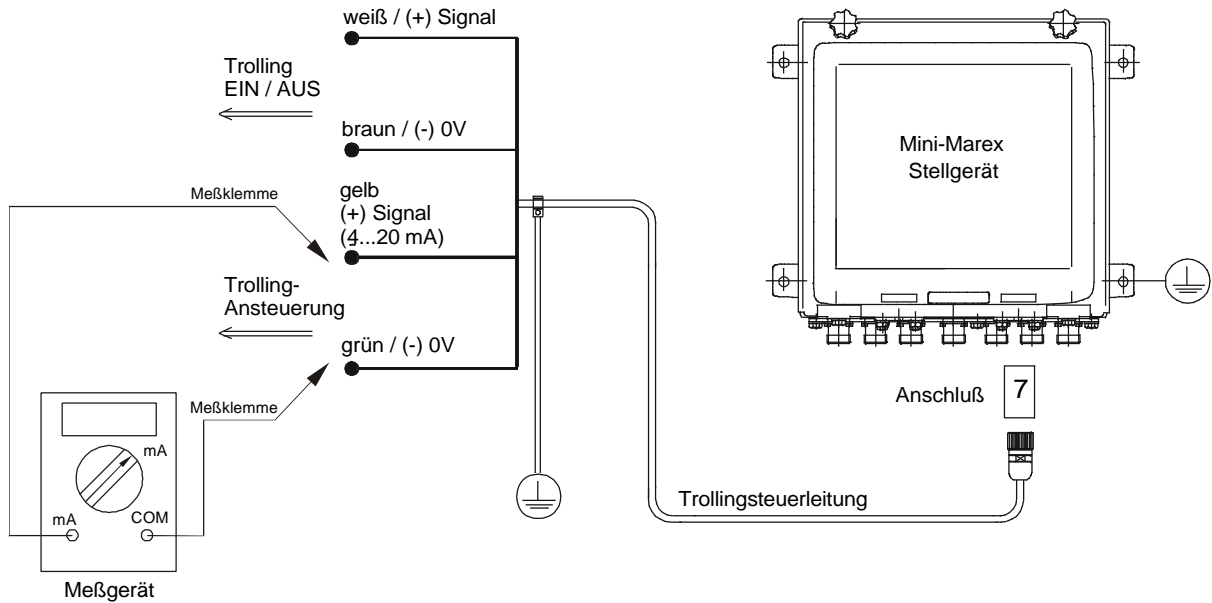 weiß / (+) Signal
Trolling
EIN / AUS
braun / (-) 0V
Meßklemme
gelb
(+) Signal
(4...20 mA)
Trolling-
Ansteuerung
grün / (-) 0V
Meßklemme
mA
mA
COM
Meßgerät
Mini-Marex
Stellgerät
Anschluß
7
Trollingsteuerleitung